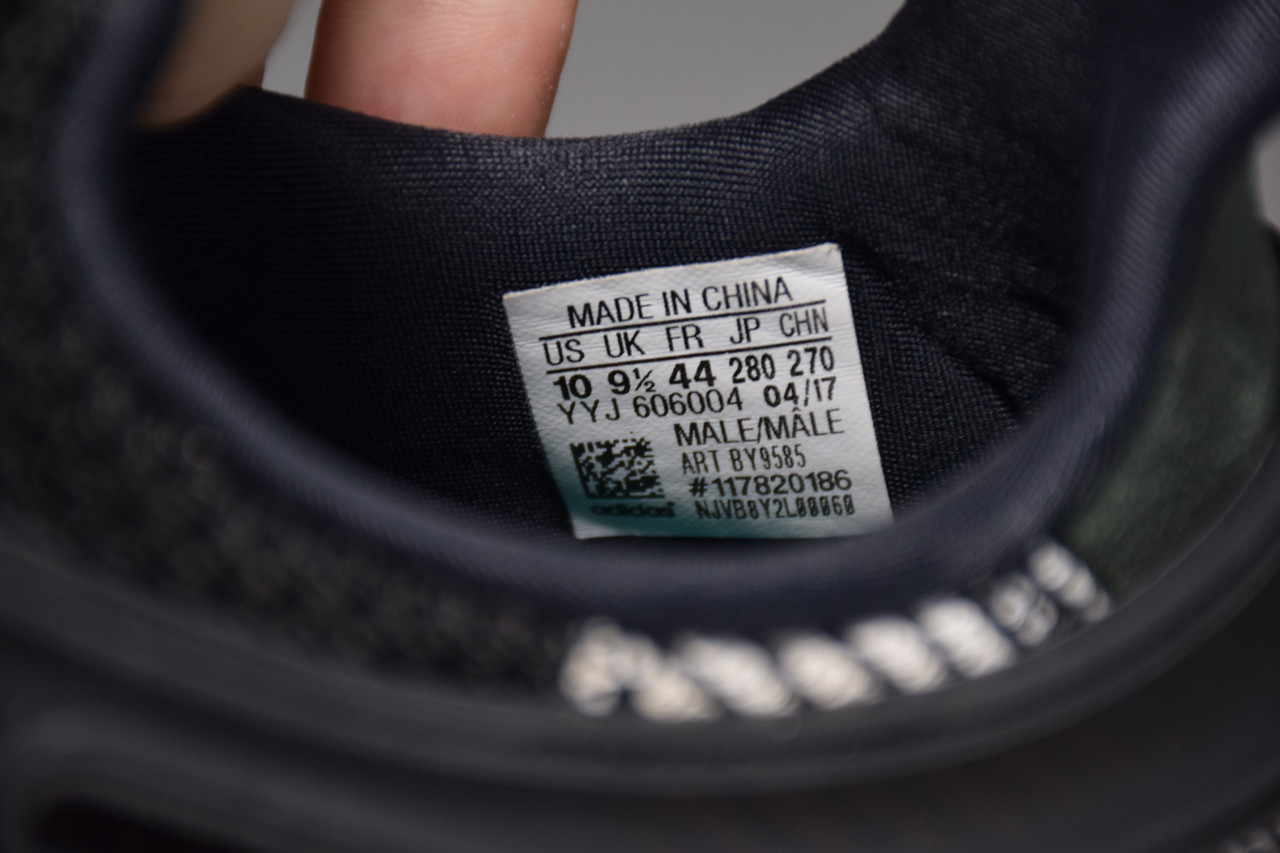 MADE IN CHINA
US UK FR JP CHN
10 9½ 44 280 270
YYJ 606004 04/17
MALE/MÂLE
ART BY9585
#117820186
adidas NJVB8Y2L00060